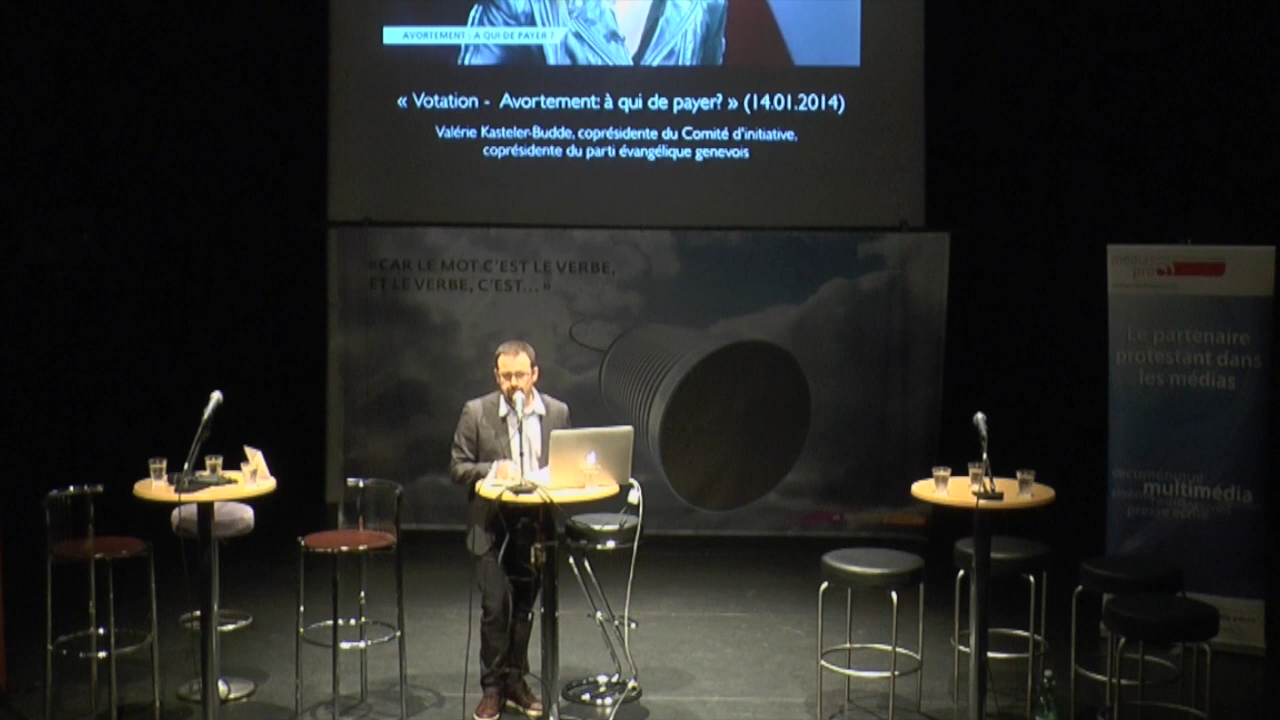 AVORTEMENT : A QUI DE PAYER ?
« Votation - Avortement: à qui de payer? » (14.01.2014)
Valérie Kasteler-Budde, coprésidente du Comité d'initiative,
coprésidente du parti évangélique genevois
«CAR LE MOT C'EST LE VERBE,
ET LE VERBE, C'EST... »
médias
pro
Le partenaire
protestant dans
les médias
multimédia